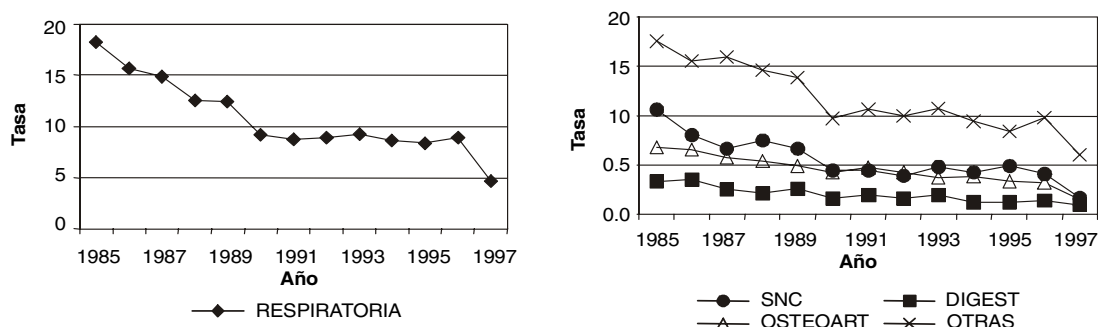 20
15
10
5
0
Tasa
1985 1987 1989 1991 1993 1995 1997
Año
RESPIRATORIA
20
15
10
0.5
0.0
Tasa
1985 1987 1989 1991 1993 1995 1997
Año
SNC DIGEST
OSTEOART OTRAS